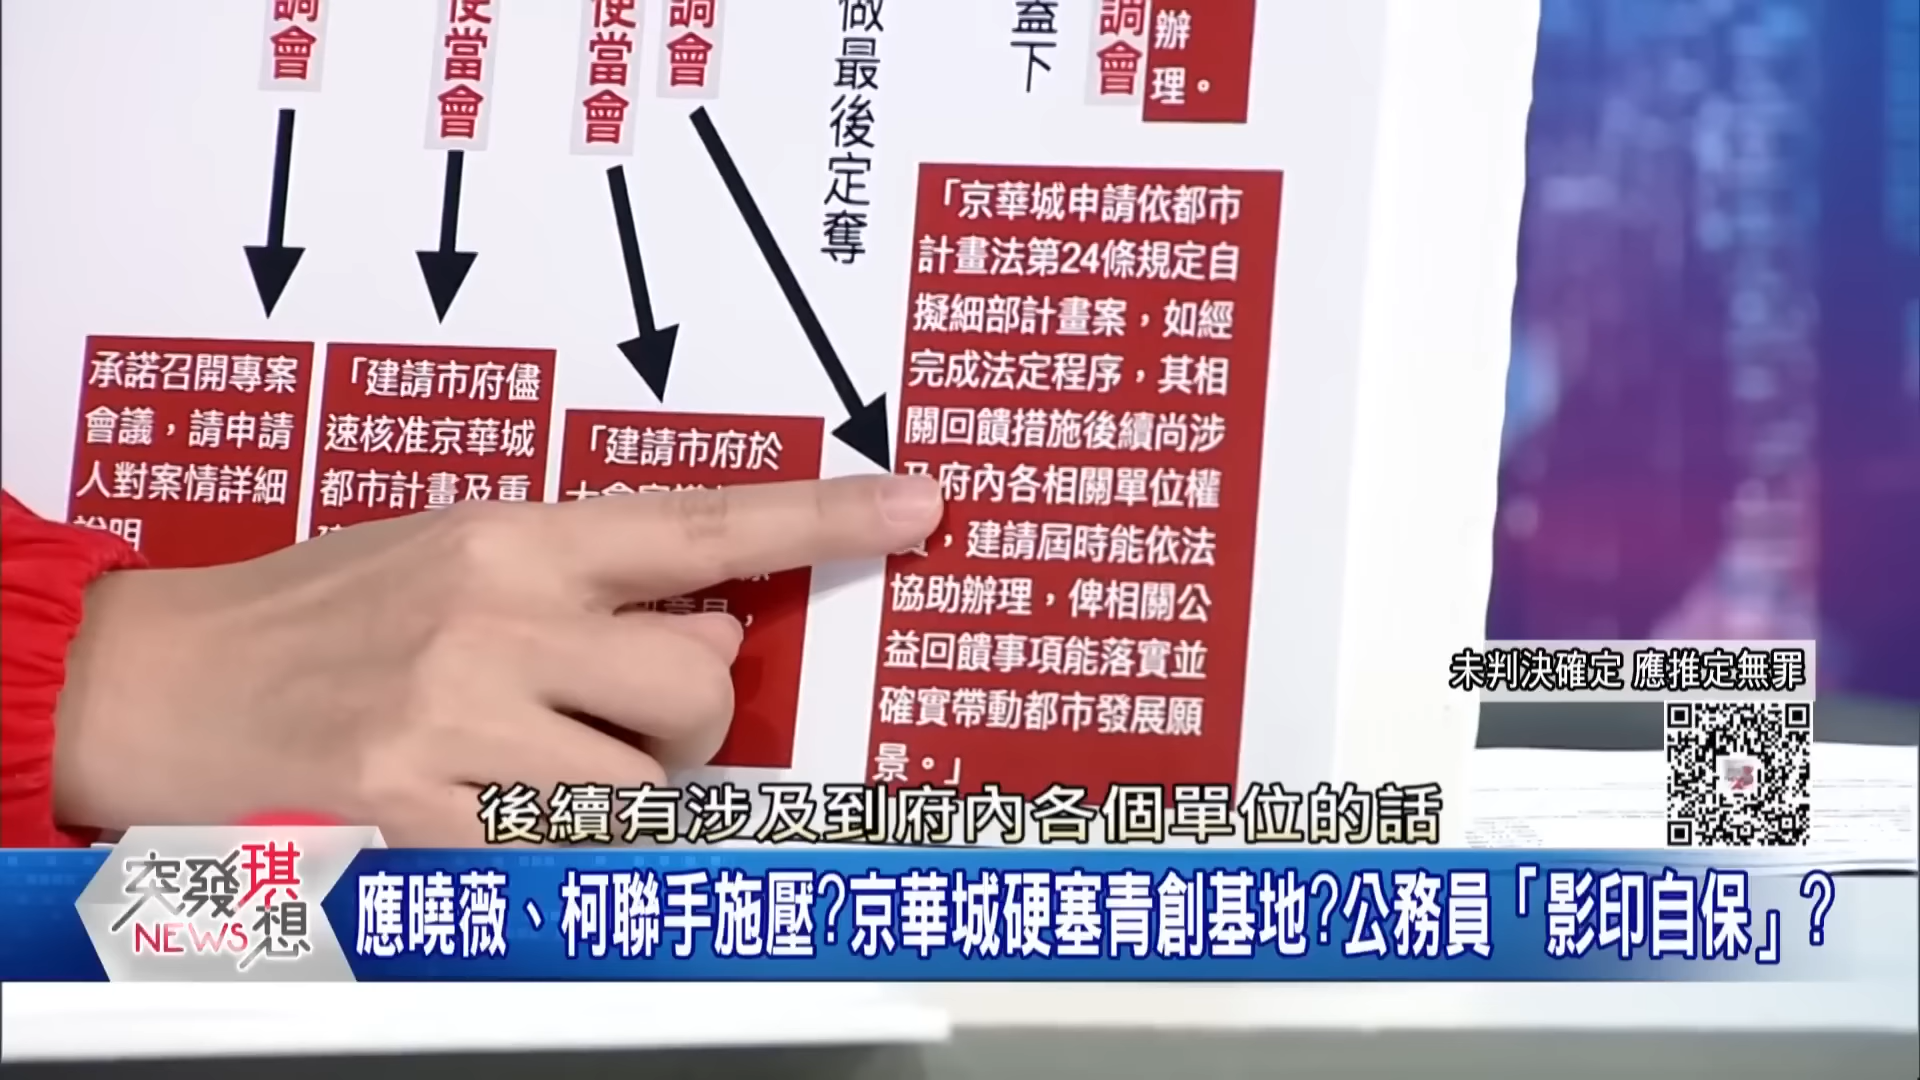 調會
便當會
便當會
調會
做最後定奪
蓋下
調會
辦
理。
承諾召開專案
會議，請申請
人對案情詳細
說明
「建請市府儘
速核准京華城
都市計畫及重
「建請市府於
意見，
「京華城申請依都市
計畫法第24條規定自
擬細部計畫案，如經
完成法定程序，其相
關回饋措施後續尚涉
及府內各相關單位權
，建請屆時能依法
協助辦理，俾相關公
益回饋事項能落實並
確實帶動都市發展願
景。」
未判決確定 應推定無罪
後續有涉及到府內各個單位的話
突發琪想
NEWS
應曉薇、柯聯手施壓?京華城硬塞青創基地?公務員「影印自保」?